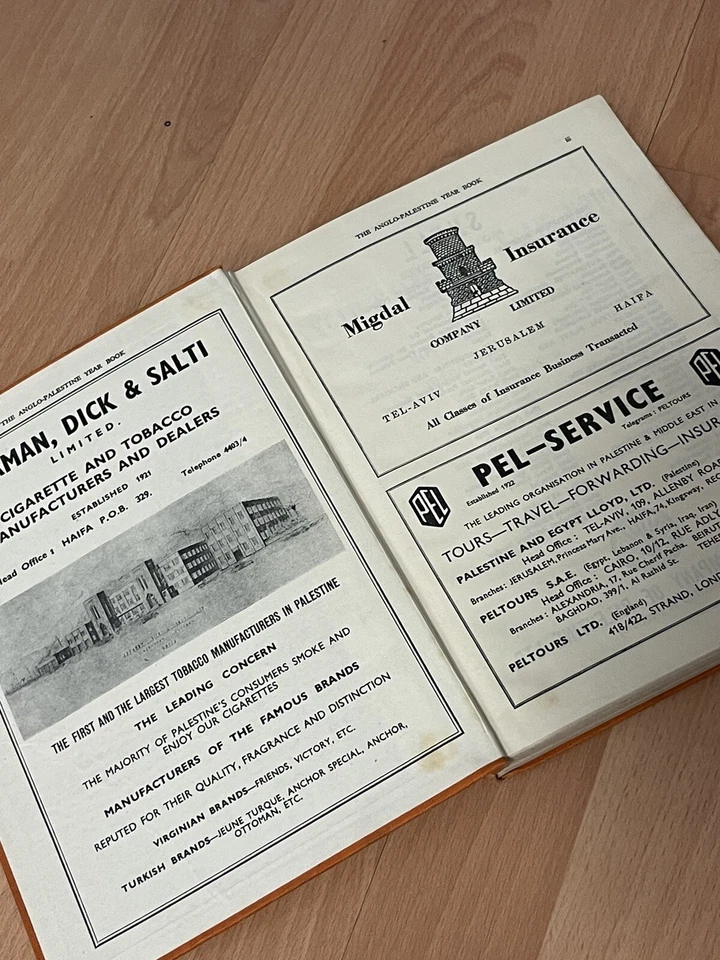 THE ANGLO-PALESTINE YEAR BOOK
DICK & SALTI
LIMITED.
CIGARETTE AND TOBACCO
MANUFACTURERS AND DEALERS
ESTABLISHED 1921
Head Office: HAIFA P.O.B. 329. Telephone 4403/4
THE FIRST AND THE LARGEST TOBACCO MANUFACTURERS IN PALESTINE
THE LEADING CONCERN
THE MAJORITY OF PALESTINE'S CONSUMERS SMOKE AND
ENJOY OUR CIGARETTES
MANUFACTURERS OF THE FAMOUS BRANDS
REPUTED FOR THEIR QUALITY, FRAGRANCE AND DISTINCTION
VIRGINIAN BRANDS—FRIENDS, VICTORY, ETC.
TURKISH BRANDS—JEUNE TURQUE, ANCHOR SPECIAL, ANCHOR,
OTTOMAN, ETC.
THE ANGLO-PALESTINE YEAR BOOK iii
Migdal Insurance
COMPANY LIMITED
TEL-AVIV JERUSALEM HAIFA
All Classes of Insurance Business Transacted
PEL PEL—SERVICE PEL
Established 1922 Telegrams: PELTOURS
THE LEADING ORGANISATION IN PALESTINE & MIDDLE EAST IN
TOURS—TRAVEL—FORWARDING—INSUR
PALESTINE AND EGYPT LLOYD, LTD. (Palestine)
Head Office: TEL-AVIV, 109, ALLENBY ROAD
Branches: JERUSALEM, Princess Mary Ave., HAIFA, 74, Kingsway,
PELTOURS S.A.E. (Egypt, Lebanon & Syria, Iraq, Iran)
Head Office: CAIRO, 10/12, RUE ADL
Branches: ALEXANDRIA, 17, Rue Cherif Pacha.
BAGHDAD, 399/1, Al Rashid St.
PELTOURS LTD. (England)
418/422, STRAND,